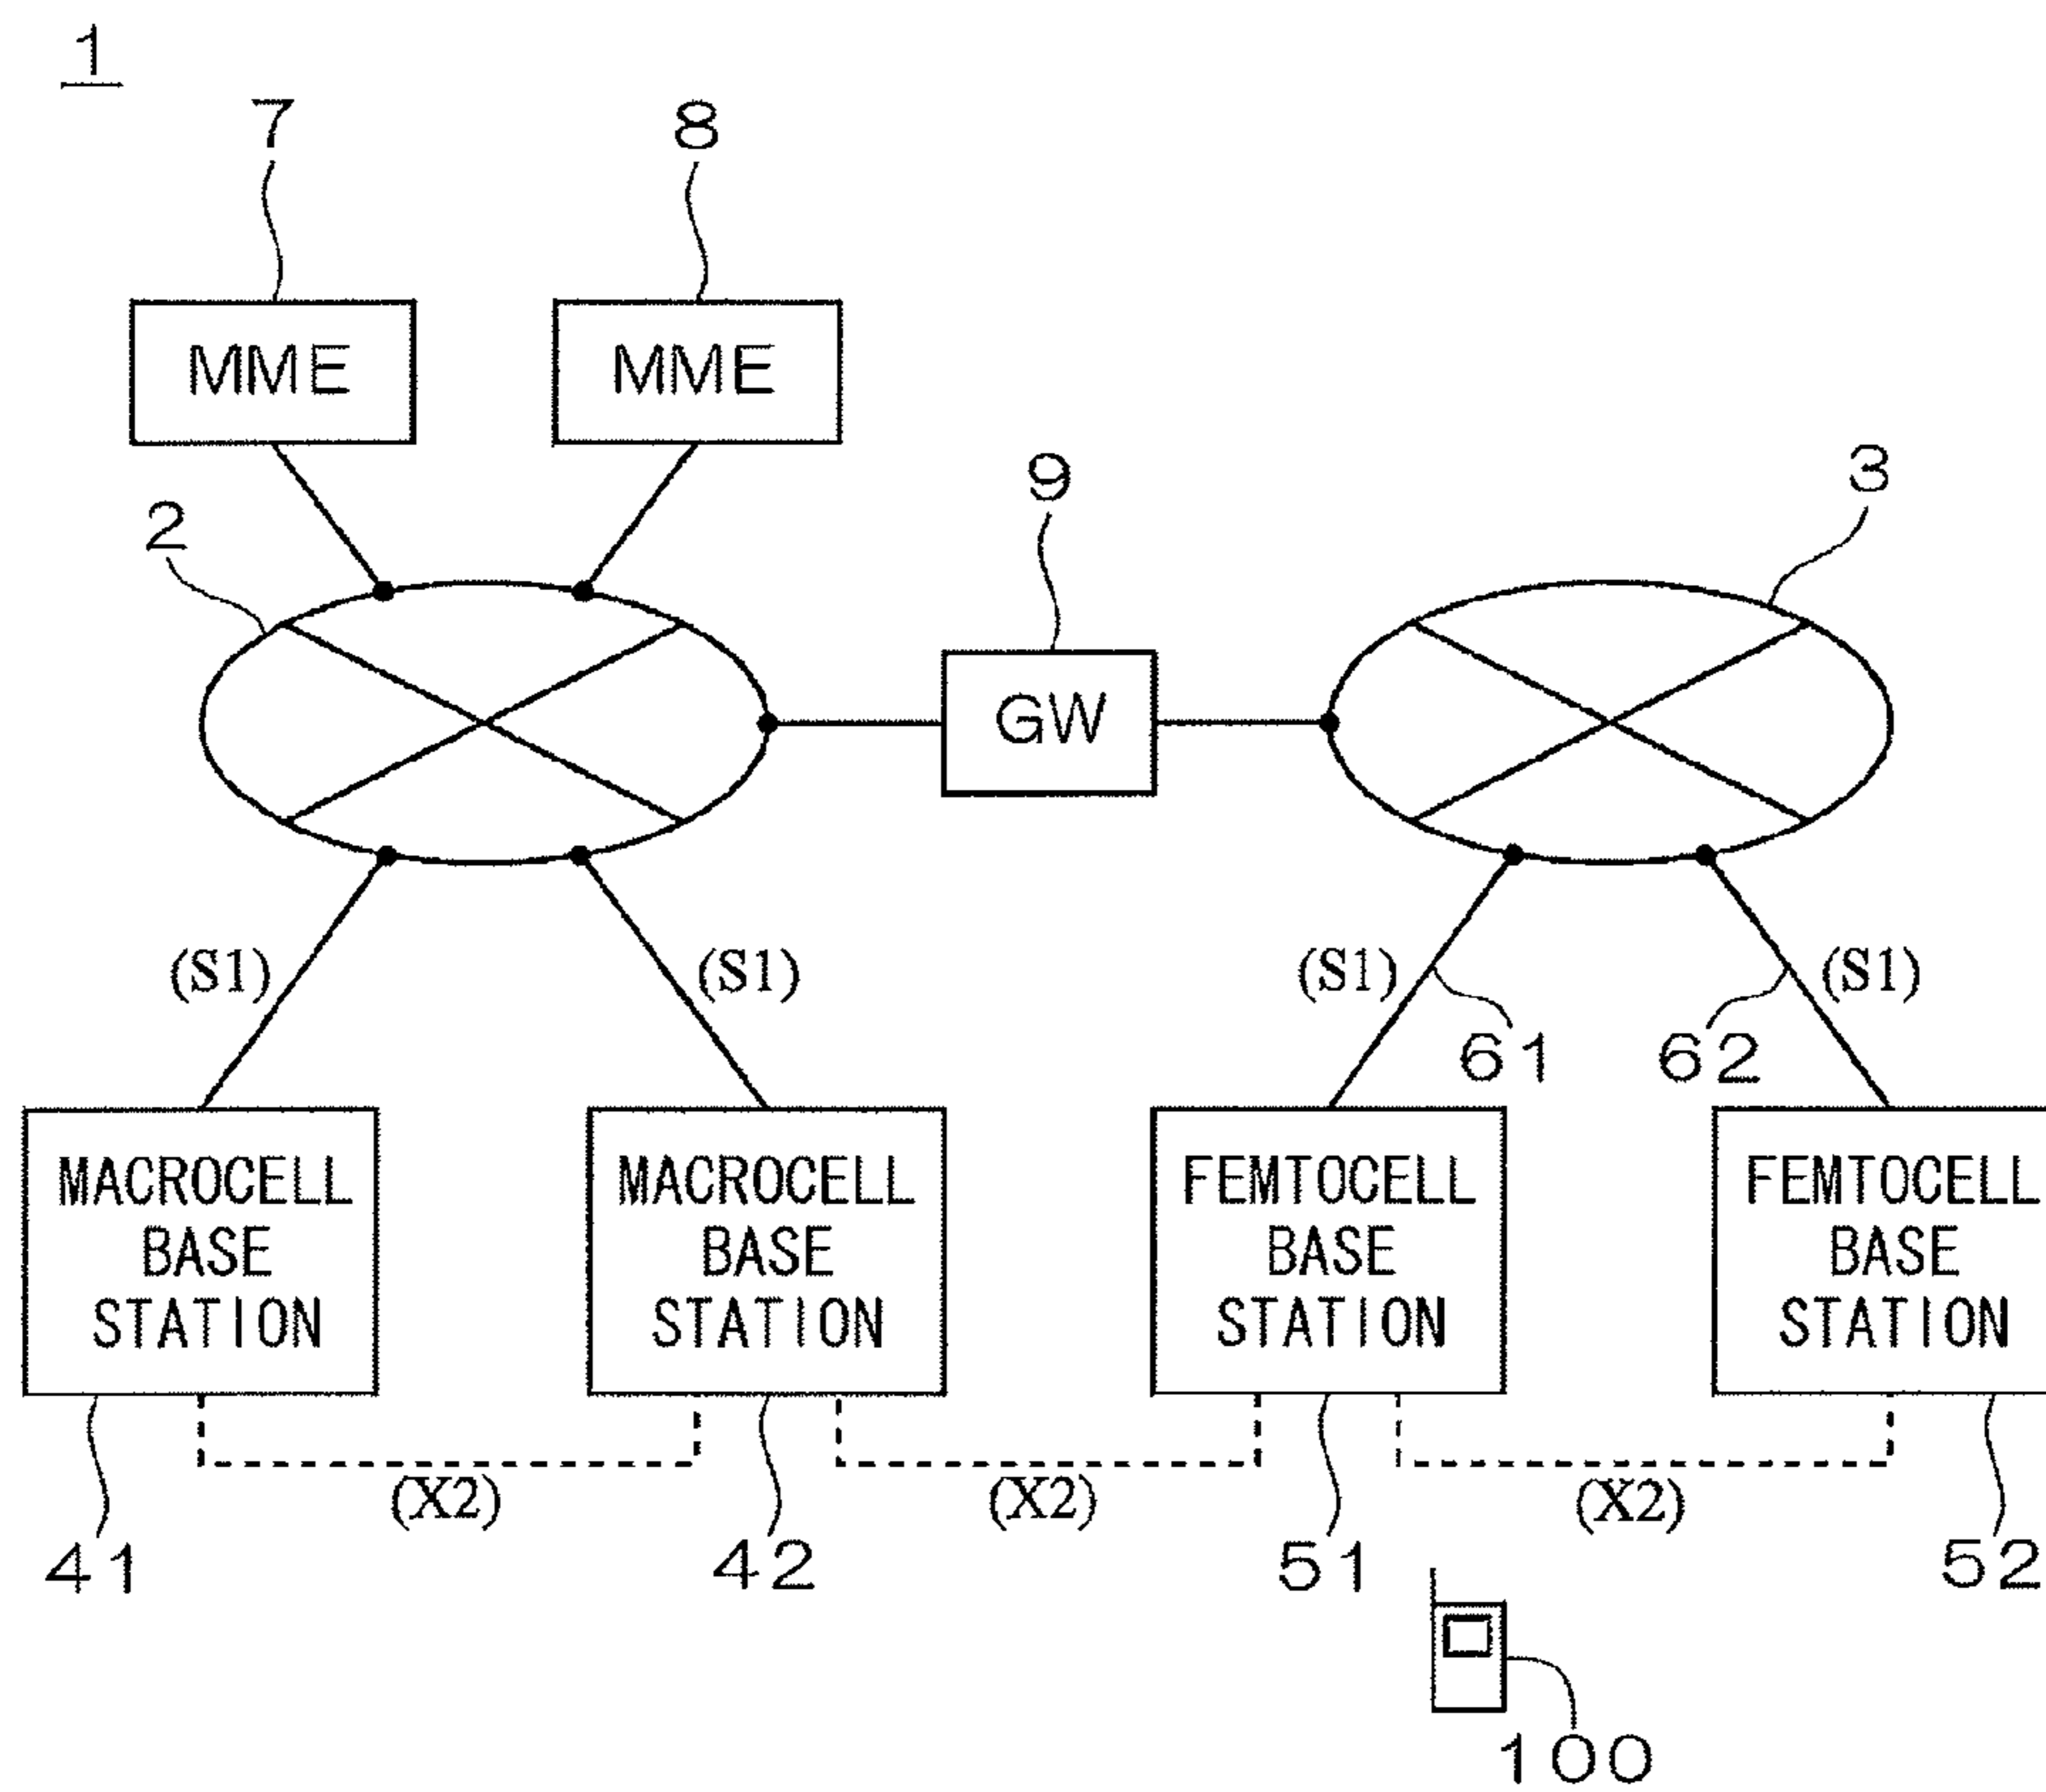 1
7
8
MME
MME
2
9
3
GW
(S1)
(S1)
(S1)
(S1)
61
62
MACROCELL
BASE
STATION
MACROCELL
BASE
STATION
FEMTOCELL
BASE
STATION
FEMTOCELL
BASE
STATION
(X2)
(X2)
(X2)
41
42
51
52
100